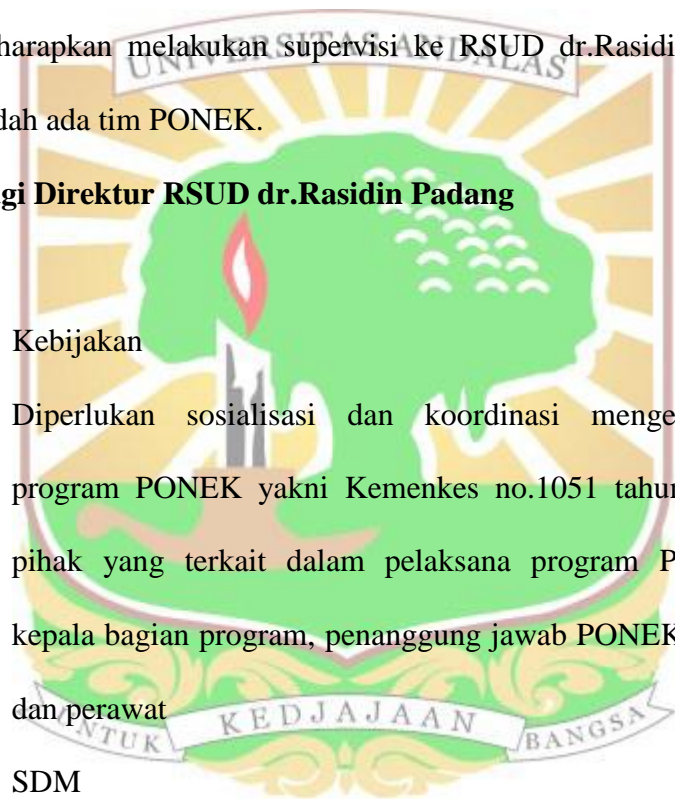 harapkan melakukan supervisi ke RSUD dr.Rasidi
UNIVERSITAS ANDALAS
dah ada tim PONEK.
gi Direktur RSUD dr.Rasidin Padang
Kebijakan
Diperlukan sosialisasi dan koordinasi menge
program PONEK yakni Kemenkes no.1051 tahu
pihak yang terkait dalam pelaksana program P
kepala bagian program, penanggung jawab PONEK
dan perawat
UNTUK KEDJAJAAN BANGSA
SDM